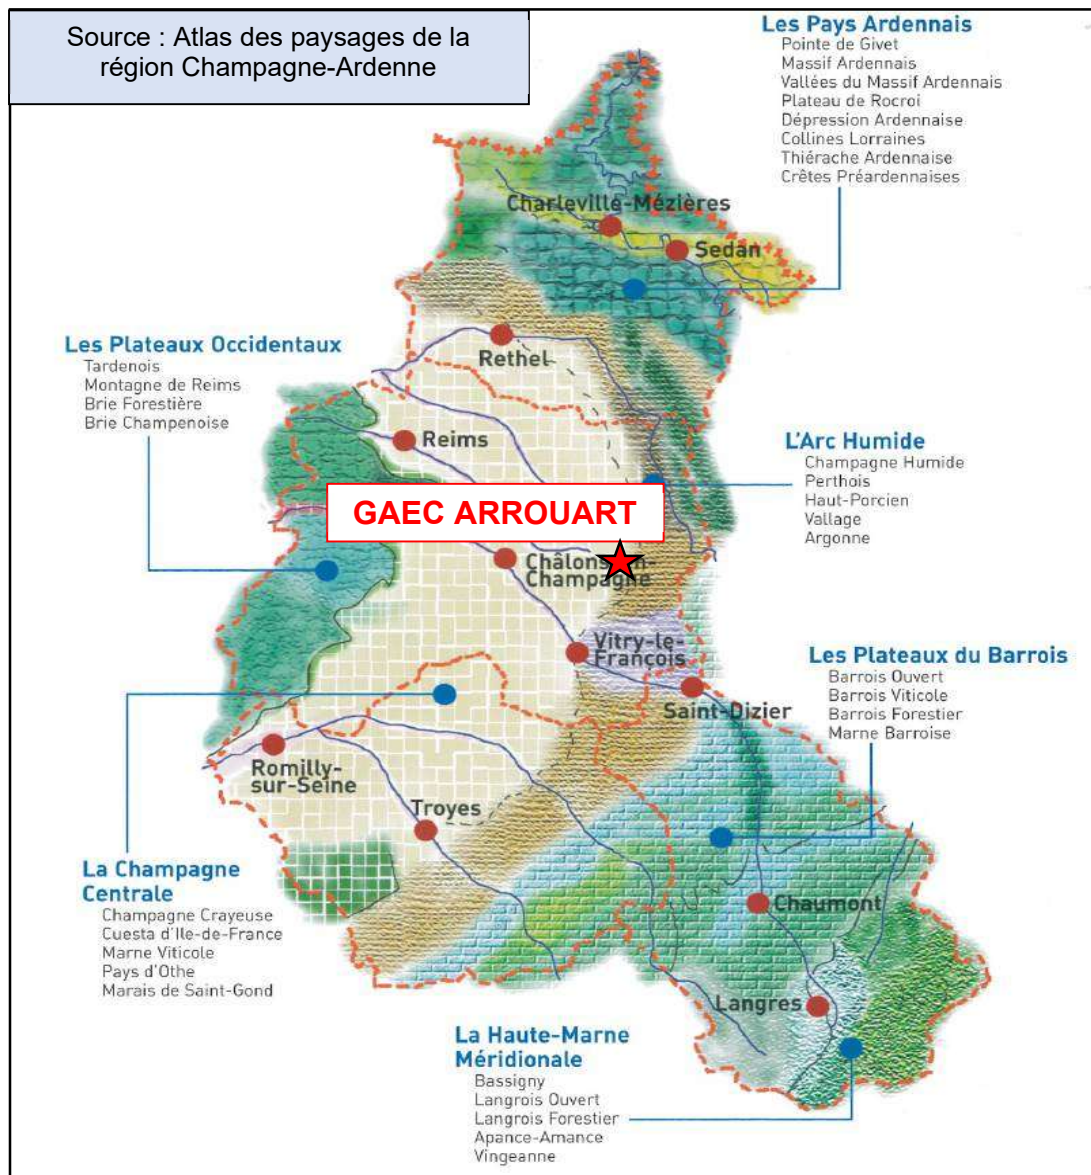 Source : Atlas des paysages de la
région Champagne-Ardenne
Les Pays Ardennais
Pointe de Givet
Massif Ardennais
Vallées du Massif Ardennais
Plateau de Rocroi
Dépression Ardennaise
Collines Lorraines
Thiérache Ardennaise
Crêtes Préardennaises
Charleville-Mézières
Sedan
Les Plateaux Occidentaux
Tardenois
Montagne de Reims
Brie Forestière
Brie Champenoise
Rethel
Reims
L'Arc Humide
Champagne Humide
Perthois
Haut-Porcien
Vallage
Argonne
GAEC ARROUART
Châlons-en-
Champagne
Vitry-le-
François
Les Plateaux du Barrois
Barrois Ouvert
Barrois Viticole
Barrois Forestier
Marne Barroise
Saint-Dizier
Romilly-
sur-Seine
Troyes
La Champagne
Centrale
Champagne Crayeuse
Cuesta d'Ile-de-France
Marne Viticole
Pays d'Othe
Marais de Saint-Gond
Chaumont
Langres
La Haute-Marne
Méridionale
Bassigny
Langrois Ouvert
Langrois Forestier
Apance-Amance
Vingeanne